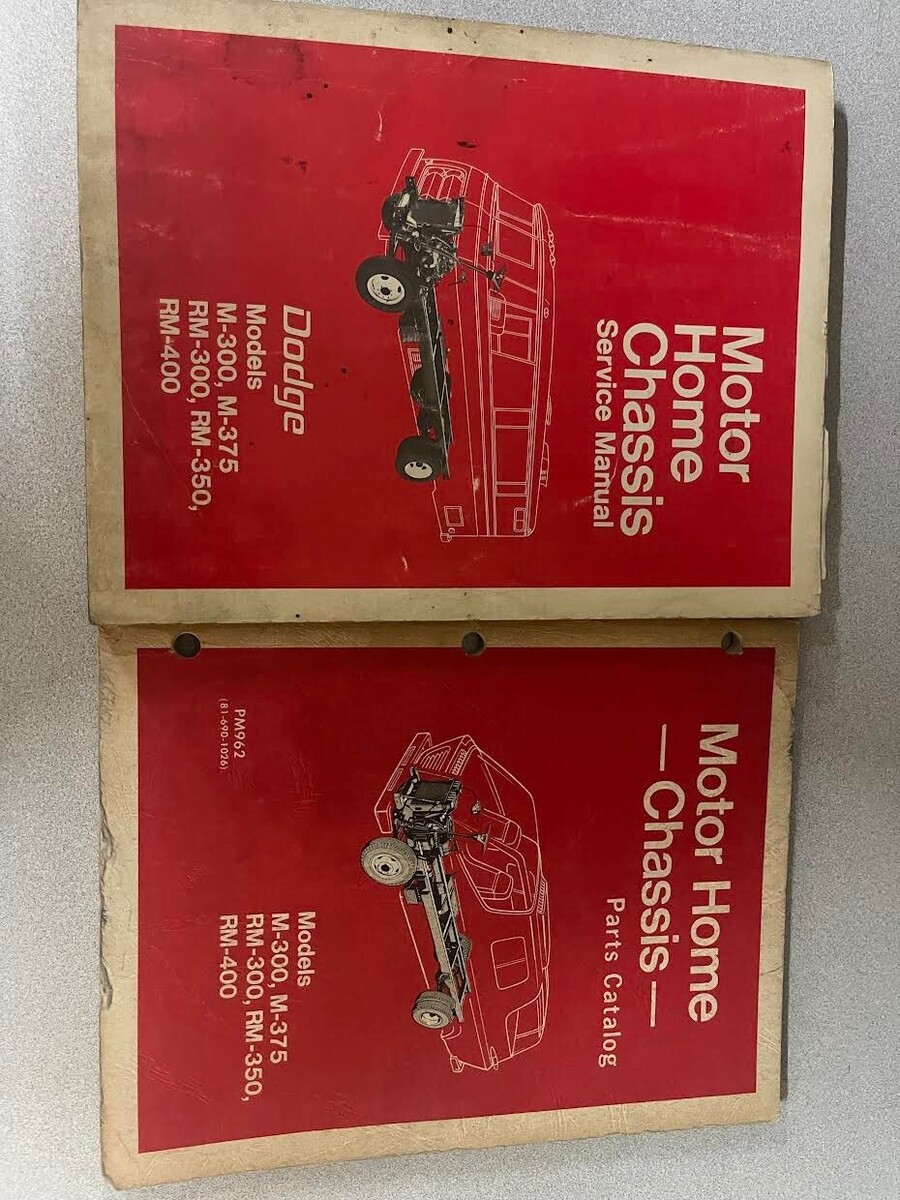 Motor
Home
Chassis
Service Manual
Dodge
Models
M-300, M-375
RM-300, RM-350,
RM-400
Motor Home
— Chassis —
Parts Catalog
Models
M-300, M-375
RM-300, RM-350,
RM-400
PM962
(81-690-1026)